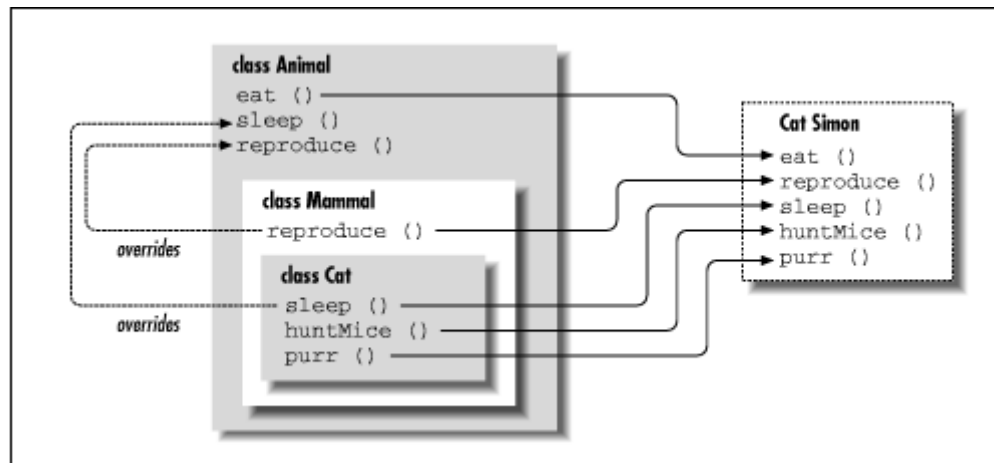 class Animal
eat ()
sleep ()
reproduce ()
class Mammal
reproduce ()
overrides
class Cat
sleep ()
overrides
huntMice ()
purr ()
Cat Simon
eat ()
reproduce ()
sleep ()
huntMice ()
purr ()